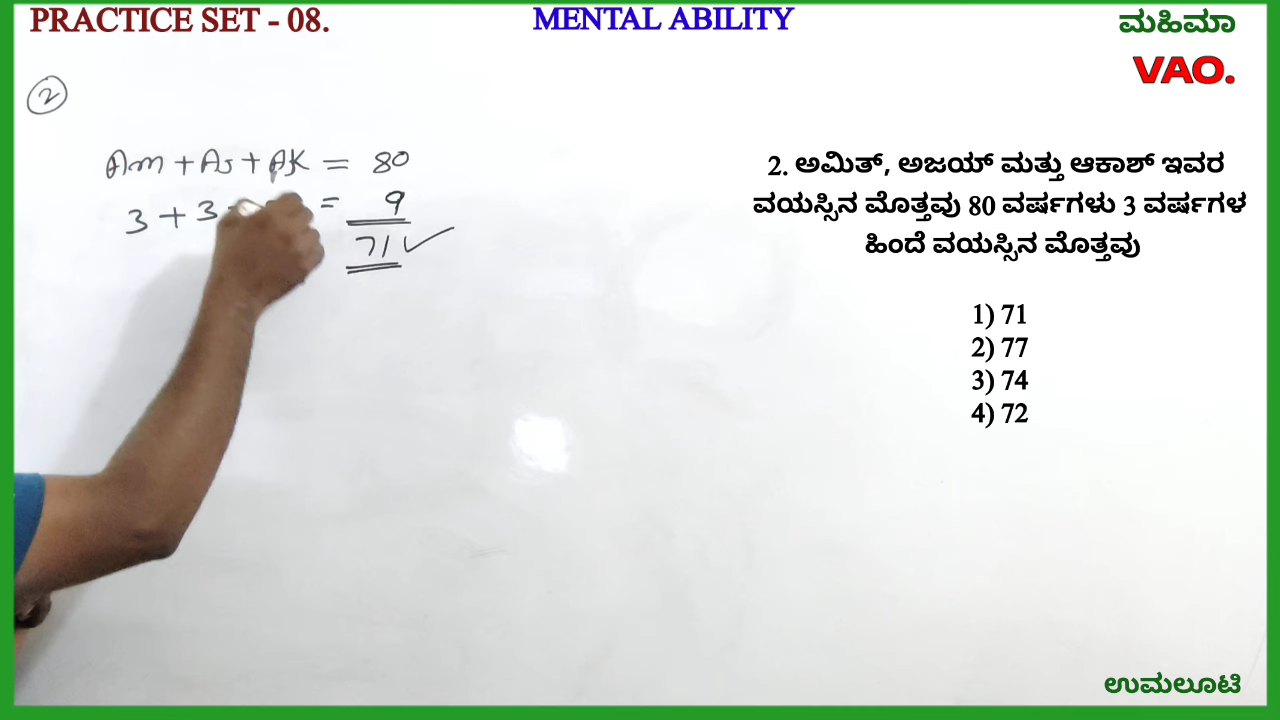 PRACTICE SET - 08.
MENTAL ABILITY
ಮಹಿಮಾ
VAO.
2
Am + AJ + AK = 80
3 + 3 = 9
71 ✓
2. ಅಮಿತ್, ಅಜಯ್ ಮತ್ತು ಆಕಾಶ್ ಇವರ
ವಯಸ್ಸಿನ ಮೊತ್ತವು 80 ವರ್ಷಗಳು 3 ವರ್ಷಗಳ
ಹಿಂದೆ ವಯಸ್ಸಿನ ಮೊತ್ತವು
1) 71
2) 77
3) 74
4) 72
ಉಮಲೂಟಿ